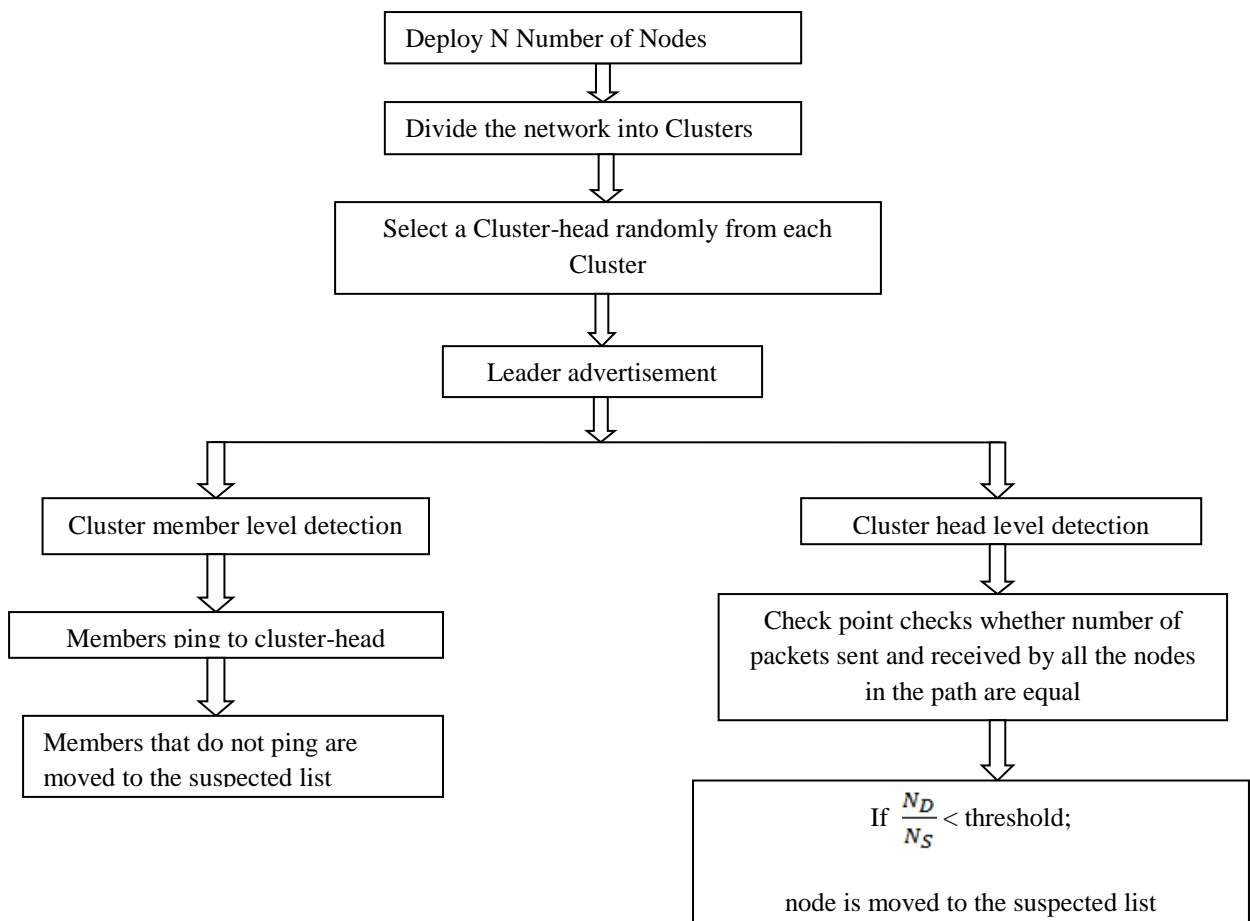 Deploy N Number of Nodes
Divide the network into Clusters
Select a Cluster-head randomly from each
Cluster
Leader advertisement
Cluster member level detection
Members ping to cluster-head
Members that do not ping are
moved to the suspected list
Cluster head level detection
Check point checks whether number of
packets sent and received by all the nodes
in the path are equal
If N_D/N_S < threshold;
node is moved to the suspected list